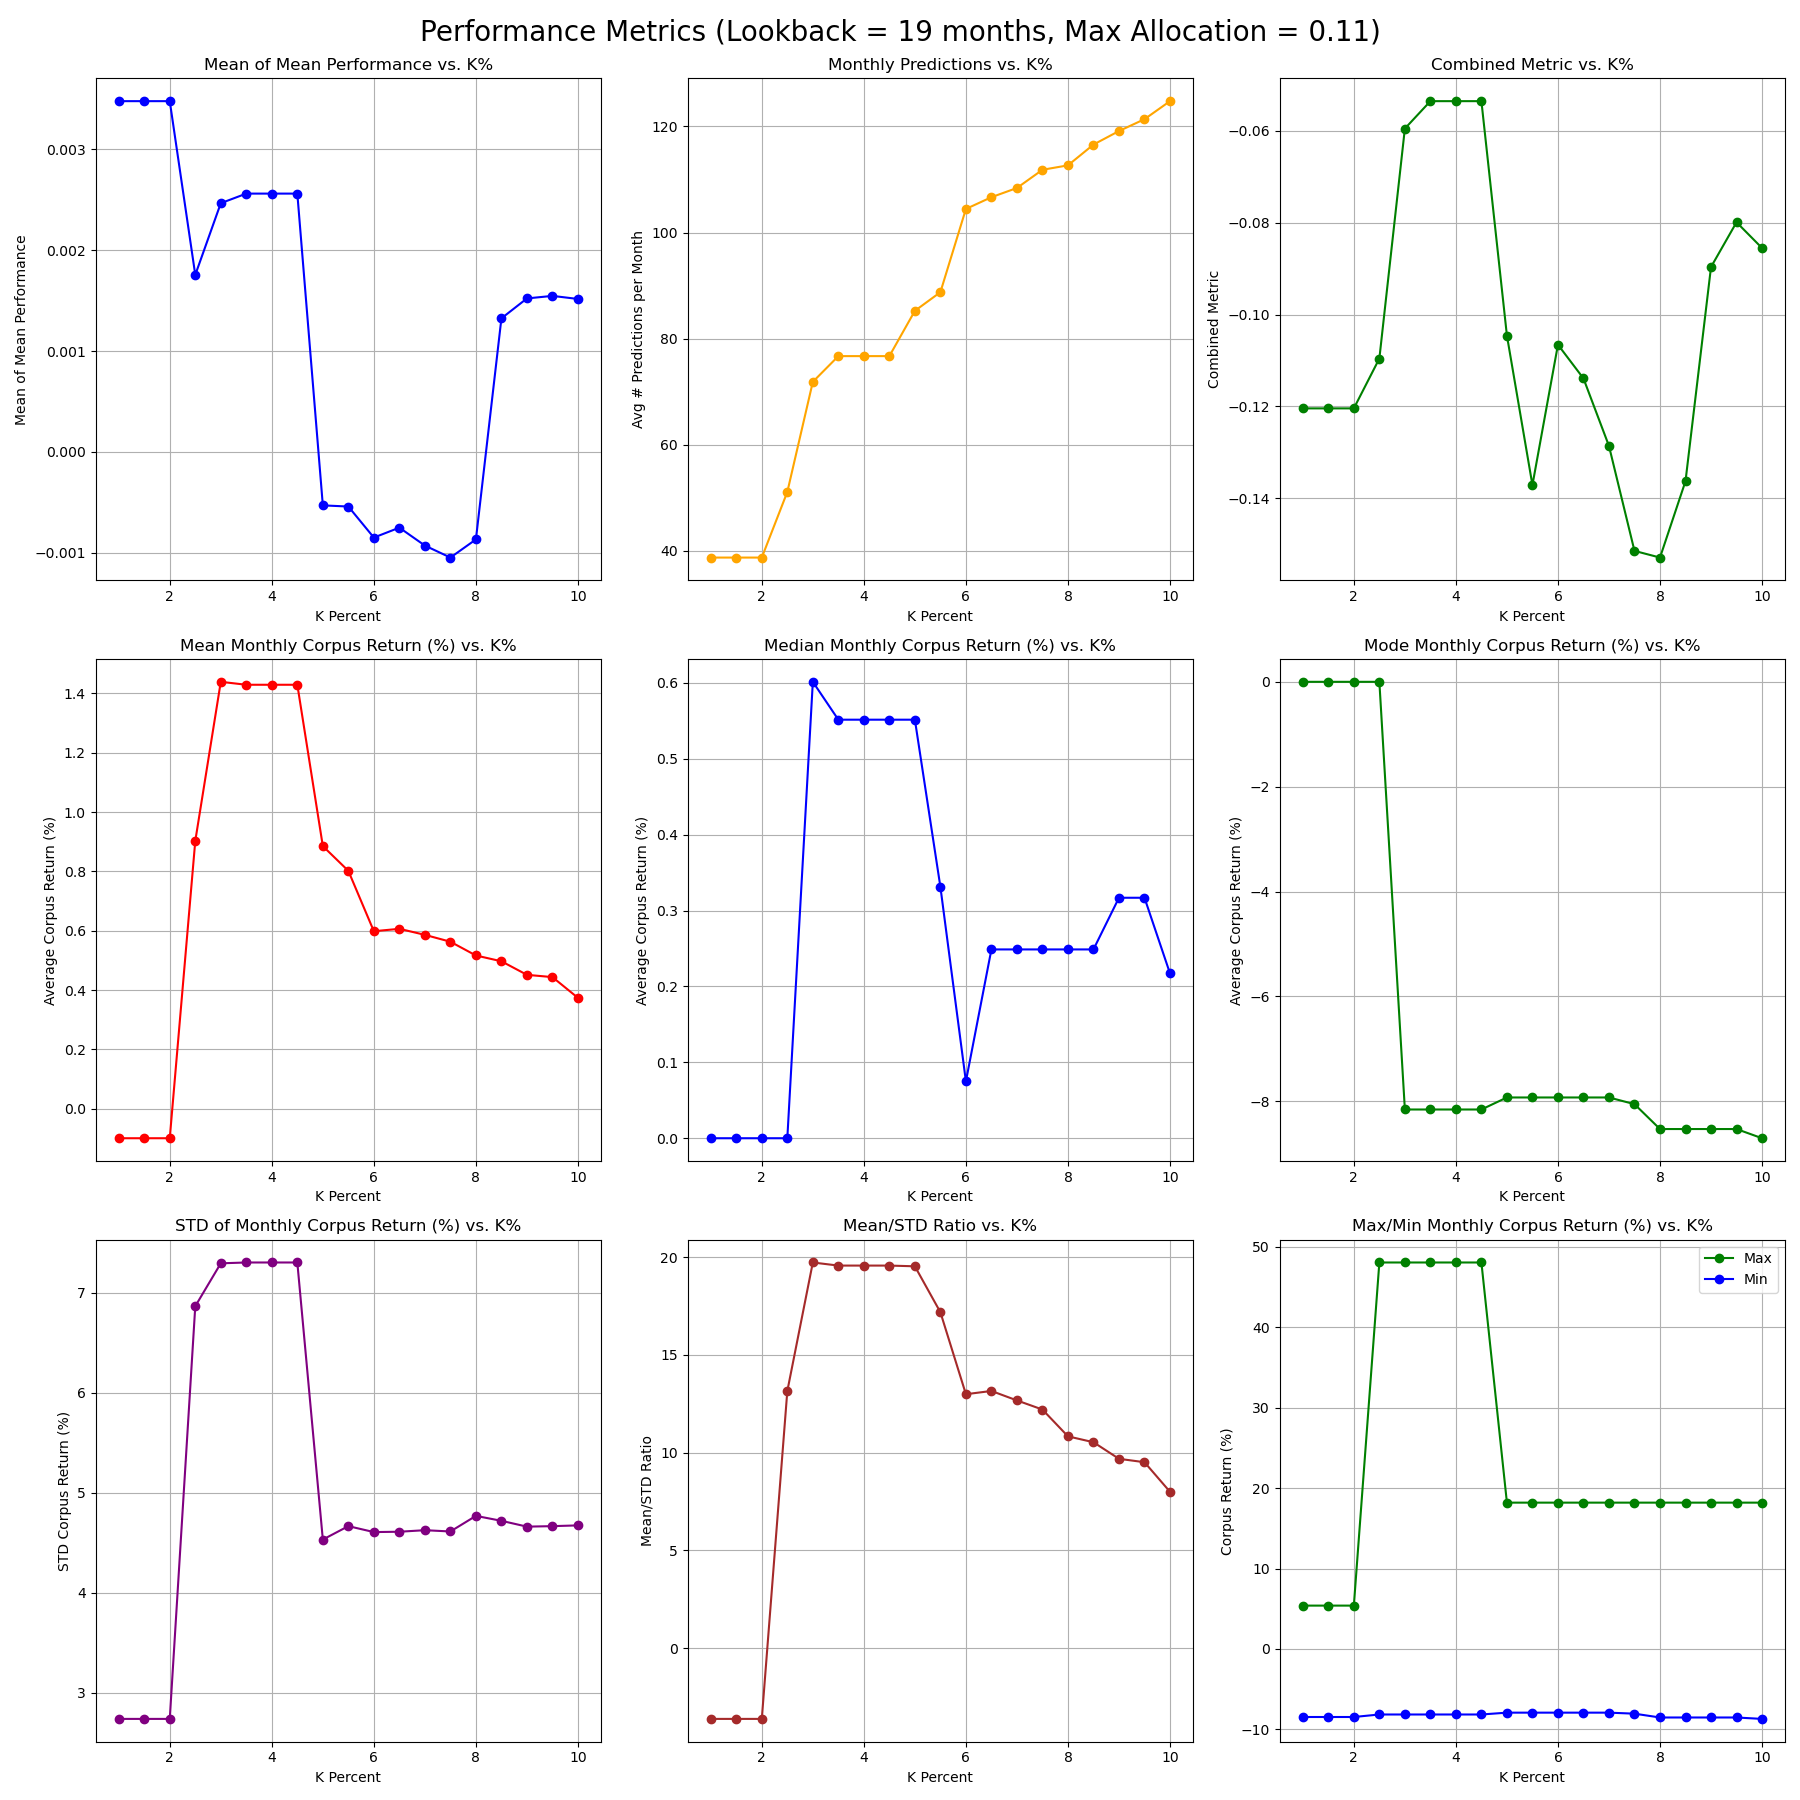 Performance Metrics (Lookback = 19 months, Max Allocation = 0.11)
Mean of Mean Performance vs. K%
Mean of Mean Performance
0.003
0.002
0.001
0.000
−0.001
2 4 6 8 10
K Percent
Monthly Predictions vs. K%
Avg # Predictions per Month
120
100
80
60
40
2 4 6 8 10
K Percent
Combined Metric vs. K%
Combined Metric
−0.06
−0.08
−0.10
−0.12
−0.14
2 4 6 8 10
K Percent
Mean Monthly Corpus Return (%) vs. K%
Average Corpus Return (%)
1.4
1.2
1.0
0.8
0.6
0.4
0.2
0.0
2 4 6 8 10
K Percent
Median Monthly Corpus Return (%) vs. K%
Average Corpus Return (%)
0.6
0.5
0.4
0.3
0.2
0.1
0.0
2 4 6 8 10
K Percent
Mode Monthly Corpus Return (%) vs. K%
Average Corpus Return (%)
0
−2
−4
−6
−8
2 4 6 8 10
K Percent
STD of Monthly Corpus Return (%) vs. K%
STD Corpus Return (%)
7
6
5
4
3
2 4 6 8 10
K Percent
Mean/STD Ratio vs. K%
Mean/STD Ratio
20
15
10
5
0
2 4 6 8 10
K Percent
Max/Min Monthly Corpus Return (%) vs. K%
Corpus Return (%)
50
40
30
20
10
0
−10
Max
Min
2 4 6 8 10
K Percent